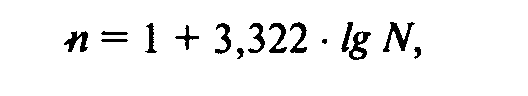 n = 1 + 3,322 · lg N,